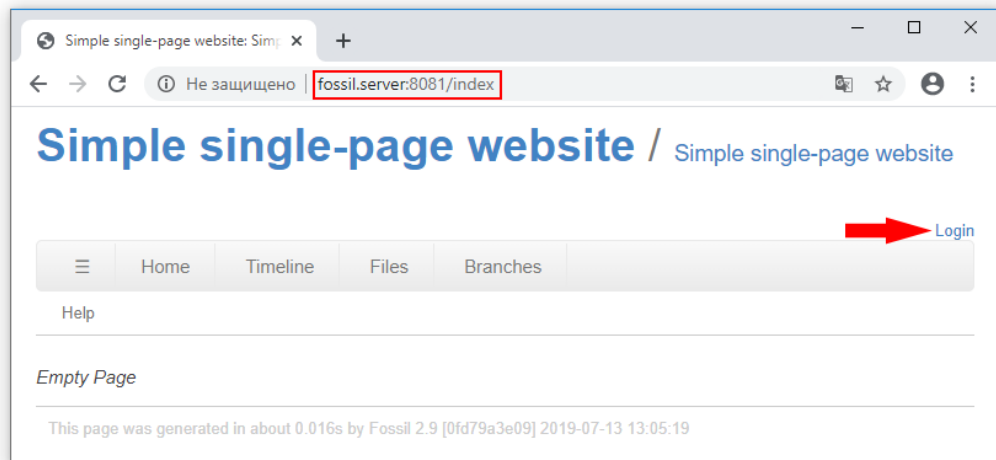 Simple single-page website: Simp
Не защищено | fossil.server:8081/index
Simple single-page website / Simple single-page website
Login
☰ Home Timeline Files Branches
Help
Empty Page
This page was generated in about 0.016s by Fossil 2.9 [0fd79a3e09] 2019-07-13 13:05:19